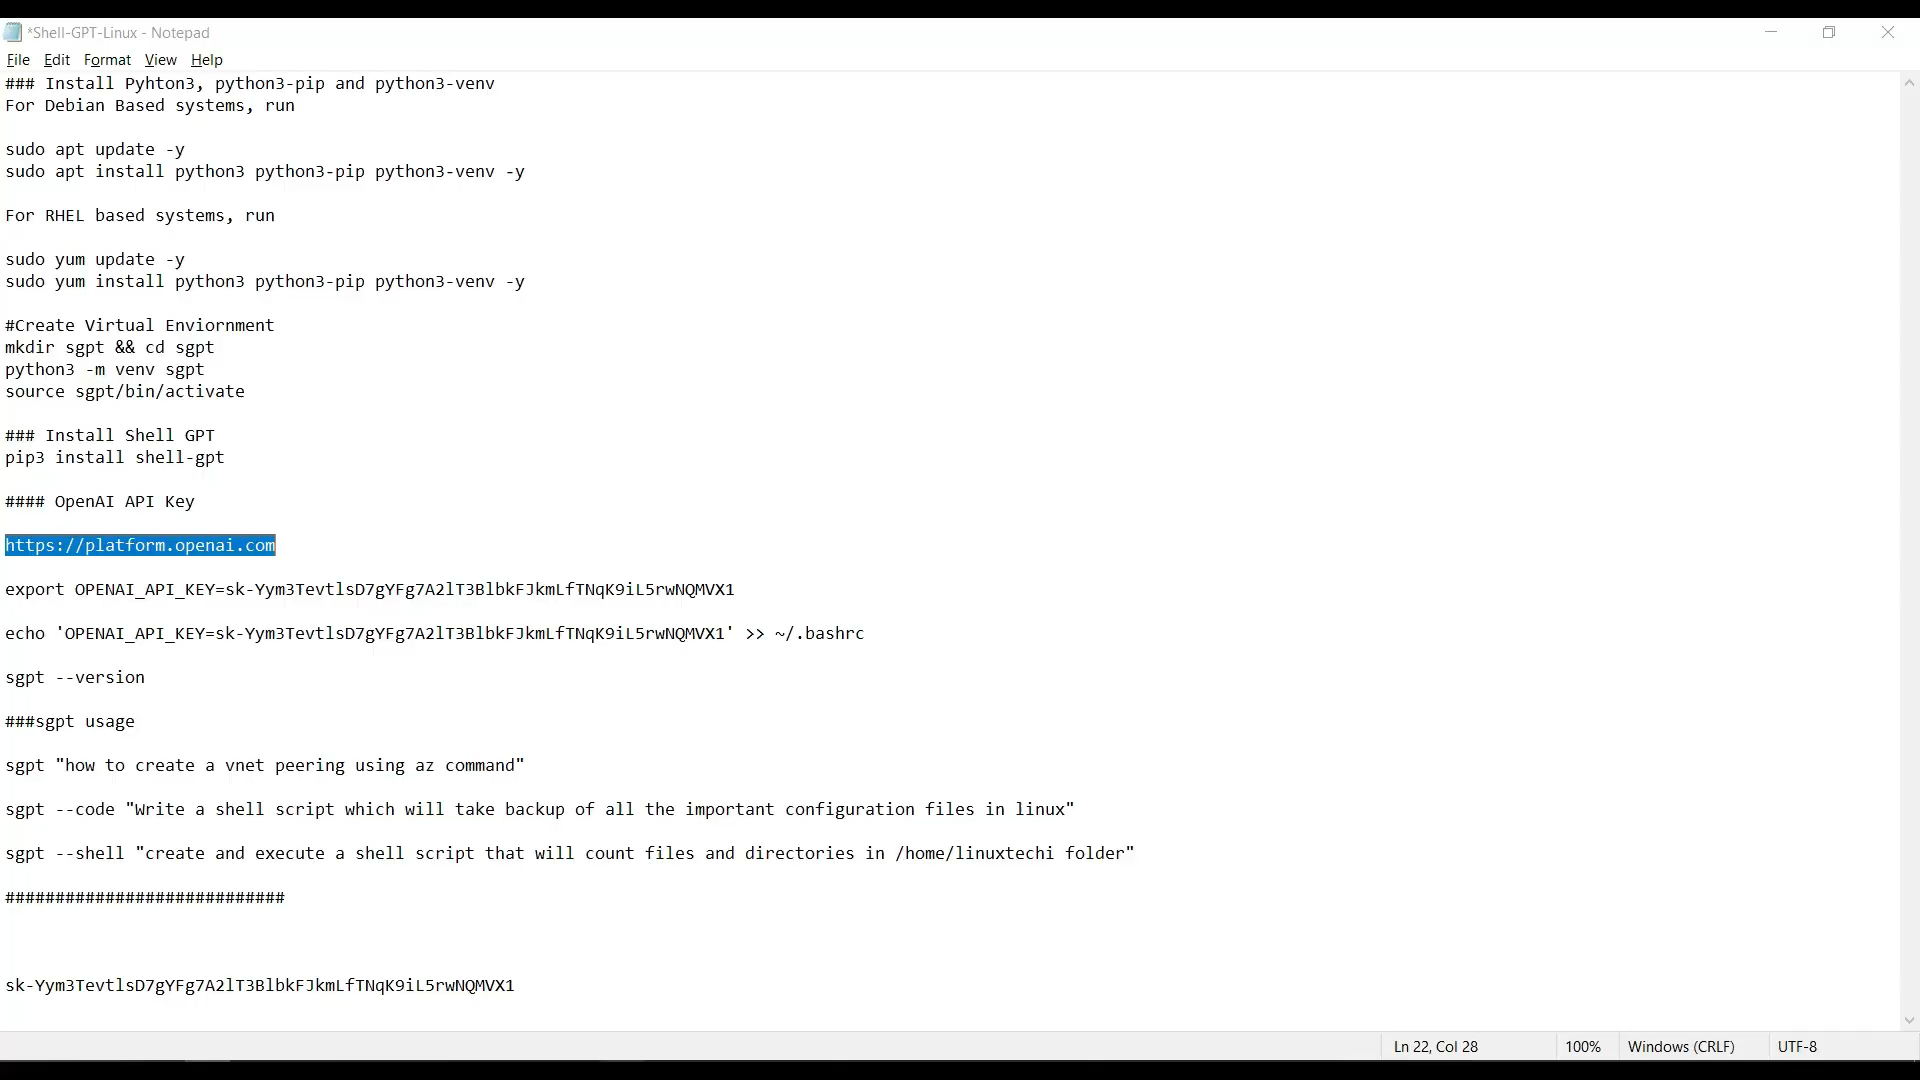 *Shell-GPT-Linux - Notepad
File Edit Format View Help
### Install Pyhton3, python3-pip and python3-venv
For Debian Based systems, run
sudo apt update -y
sudo apt install python3 python3-pip python3-venv -y
For RHEL based systems, run
sudo yum update -y
sudo yum install python3 python3-pip python3-venv -y
#Create Virtual Enviornment
mkdir sgpt && cd sgpt
python3 -m venv sgpt
source sgpt/bin/activate
### Install Shell GPT
pip3 install shell-gpt
#### OpenAI API Key
https://platform.openai.com
export OPENAI_API_KEY=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
echo 'OPENAI_API_KEY=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' >> ~/.bashrc
sgpt --version
###sgpt usage
sgpt "how to create a vnet peering using az command"
sgpt --code "Write a shell script which will take backup of all the important configuration files in linux"
sgpt --shell "create and execute a shell script that will count files and directories in /home/linuxtechi folder"
############################
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
Ln 22, Col 28 100% Windows (CRLF) UTF-8